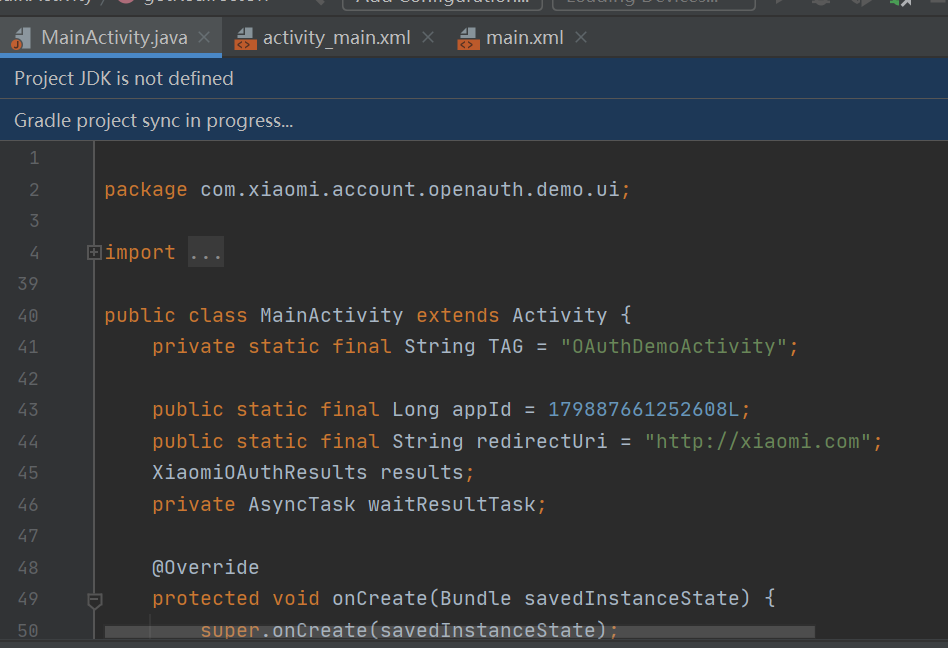 MainActivity.java
activity_main.xml
main.xml
Project JDK is not defined
Gradle project sync in progress...
1
2 package com.xiaomi.account.openauth.demo.ui;
3
4 import ...
39
40 public class MainActivity extends Activity {
41 private static final String TAG = "OAuthDemoActivity";
42
43 public static final Long appId = 179887661252608L;
44 public static final String redirectUri = "http://xiaomi.com";
45 XiaomiOAuthResults results;
46 private AsyncTask waitResultTask;
47
48 @Override
49 protected void onCreate(Bundle savedInstanceState) {
50 super.onCreate(savedInstanceState);